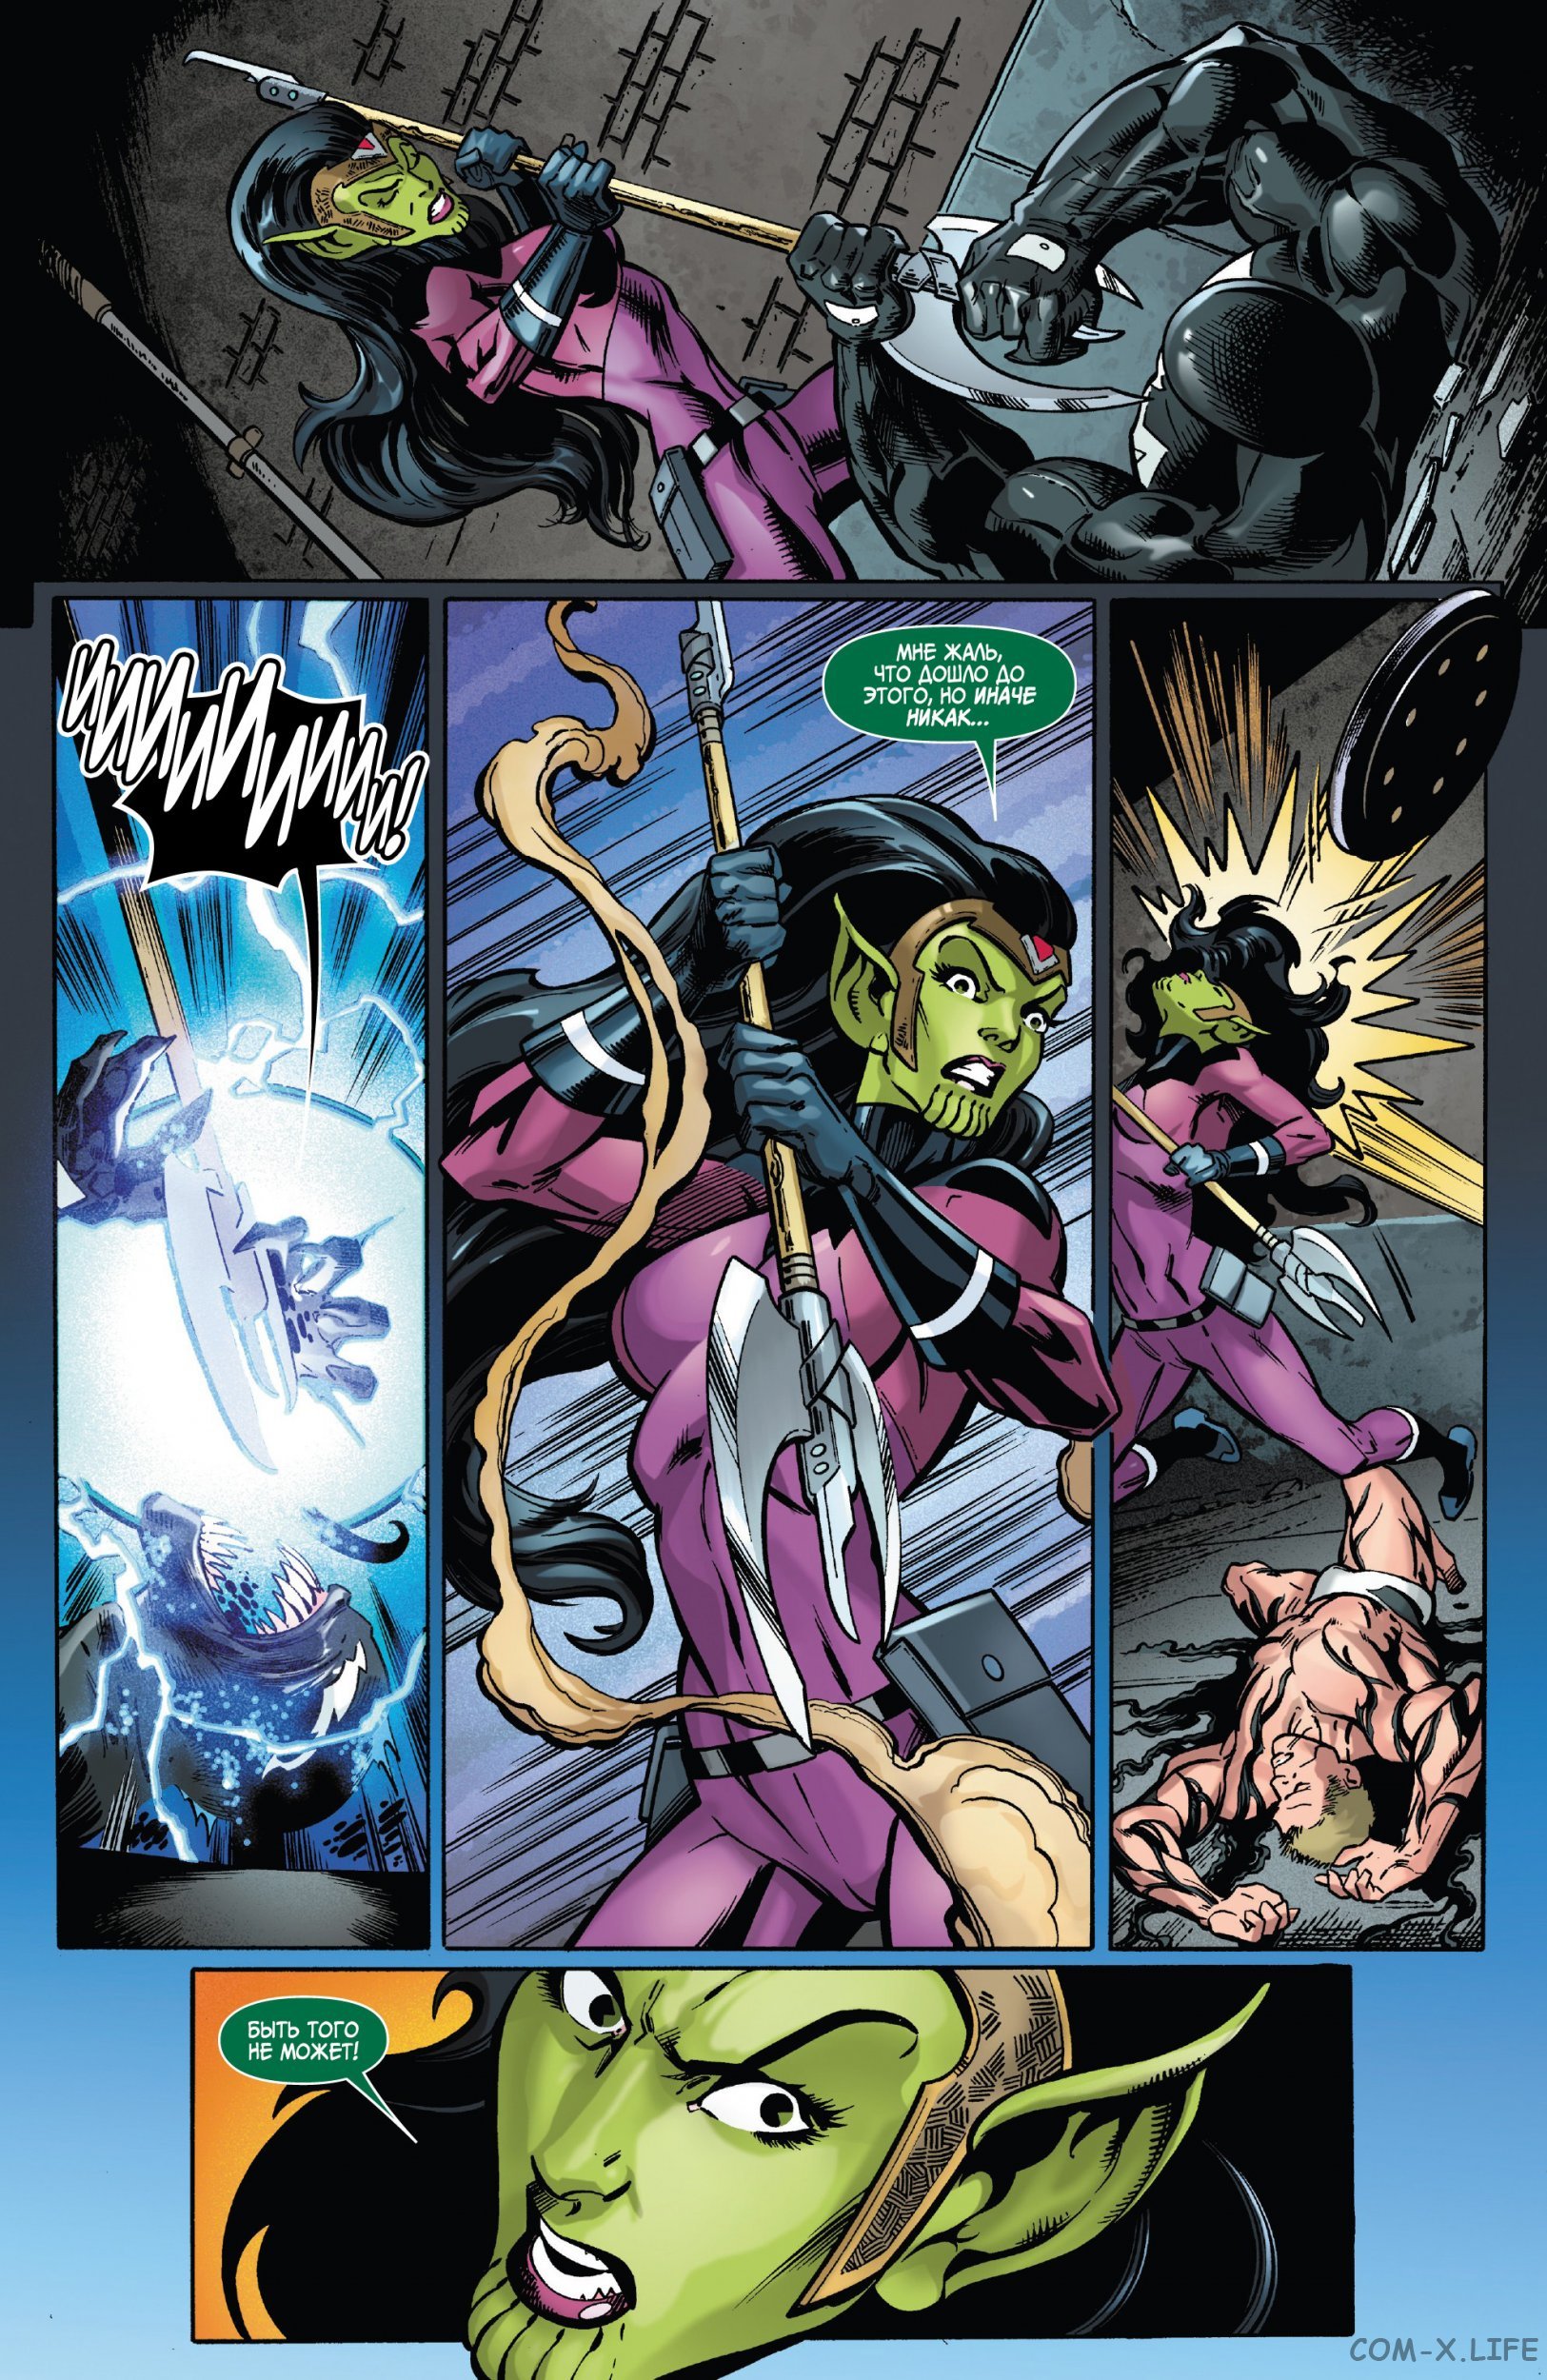 ИИИИИИИИИИИ!
МНЕ ЖАЛЬ,
ЧТО ДОШЛО ДО
ЭТОГО, НО ИНАЧЕ
НИКАК...
БЫТЬ ТОГО
НЕ МОЖЕТ!
COM-X.LIFE